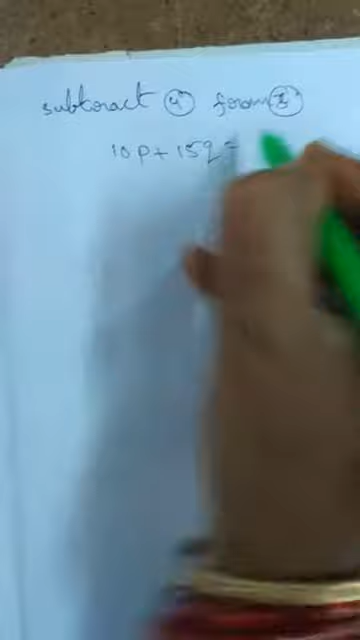 subtract ④ from ③
10p + 15q =